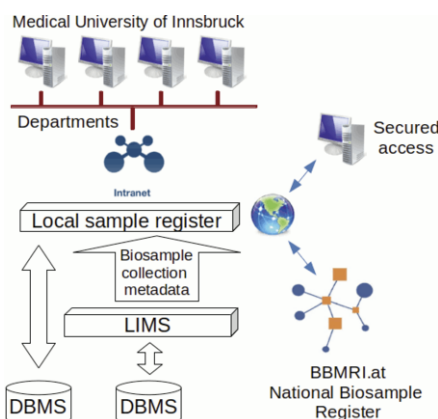 Medical University of Innsbruck
Departments
Intranet
Secured
access
Local sample register
Biosample
collection
metadata
LIMS
DBMS
DBMS
BBMRI.at
National Biosample
Register